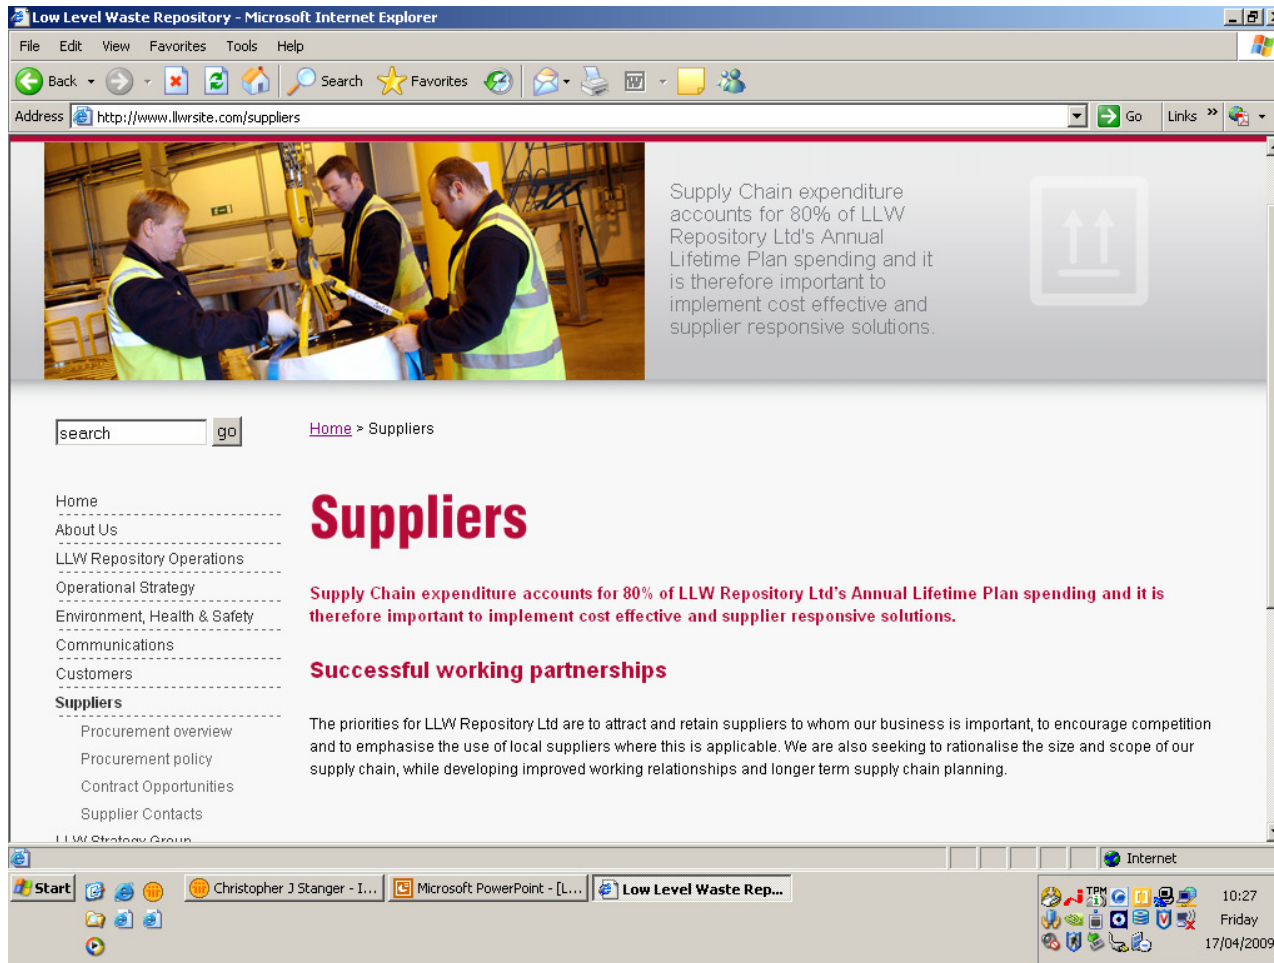 Low Level Waste Repository - Microsoft Internet Explorer
File Edit View Favorites Tools Help
Back Search Favorites
Address http://www.llwrsite.com/suppliers Go Links »
Supply Chain expenditure
accounts for 80% of LLW
Repository Ltd's Annual
Lifetime Plan spending and it
is therefore important to
implement cost effective and
supplier responsive solutions.
search go
Home > Suppliers
Home
About Us
LLW Repository Operations
Operational Strategy
Environment, Health & Safety
Communications
Customers
Suppliers
Procurement overview
Procurement policy
Contract Opportunities
Supplier Contacts
LLW Strategy Group
Suppliers
Supply Chain expenditure accounts for 80% of LLW Repository Ltd's Annual Lifetime Plan spending and it is
therefore important to implement cost effective and supplier responsive solutions.
Successful working partnerships
The priorities for LLW Repository Ltd are to attract and retain suppliers to whom our business is important, to encourage competition
and to emphasise the use of local suppliers where this is applicable. We are also seeking to rationalise the size and scope of our
supply chain, while developing improved working relationships and longer term supply chain planning.
Internet
Start Christopher J Stanger - I... Microsoft PowerPoint - [L... Low Level Waste Rep...
TPM
10:27
Friday
17/04/2009